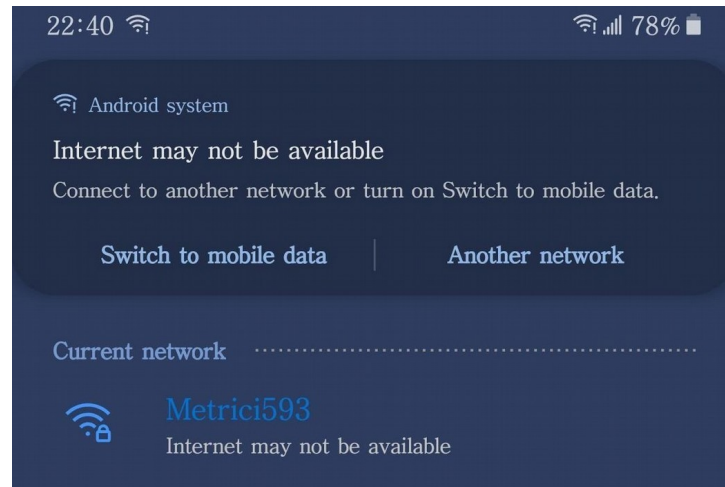 22:40 78%
Android system
Internet may not be available
Connect to another network or turn on Switch to mobile data.
Switch to mobile data Another network
Current network
Metrici593
Internet may not be available